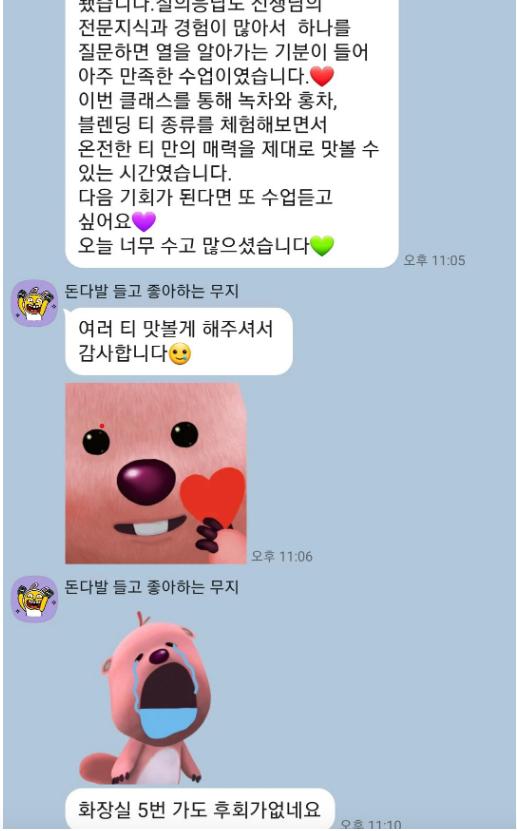 됐습니다.질의응답도 선생님의
전문지식과 경험이 많아서 하나를
질문하면 열을 알아가는 기분이 들어
아주 만족한 수업이였습니다.❤️
이번 클래스를 통해 녹차와 홍차,
블렌딩 티 종류를 체험해보면서
온전한 티 만의 매력을 제대로 맛볼 수
있는 시간였습니다.
다음 기회가 된다면 또 수업듣고
싶어요💜
오늘 너무 수고 많으셨습니다💚
오후 11:05
돈다발 들고 좋아하는 무지
여러 티 맛볼게 해주셔서
감사합니다🥲
오후 11:06
돈다발 들고 좋아하는 무지
화장실 5번 가도 후회가없네요
오후 11:10